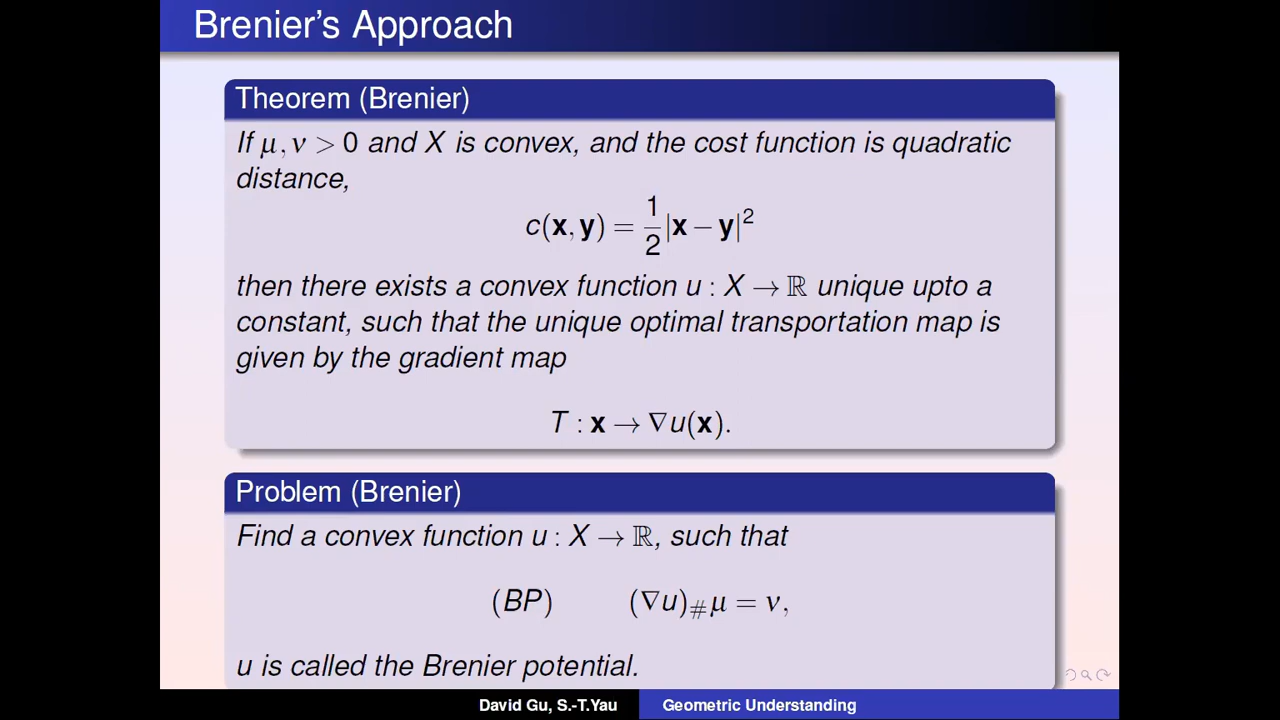 Brenier's Approach
Theorem (Brenier)
If μ, ν > 0 and X is convex, and the cost function is quadratic
distance,
c(x, y) = 1/2 |x − y|²
then there exists a convex function u : X → ℝ unique upto a
constant, such that the unique optimal transportation map is
given by the gradient map
T : x → ∇u(x).
Problem (Brenier)
Find a convex function u : X → ℝ, such that
(BP) (∇u)_# μ = ν,
u is called the Brenier potential.
David Gu, S.-T.Yau Geometric Understanding